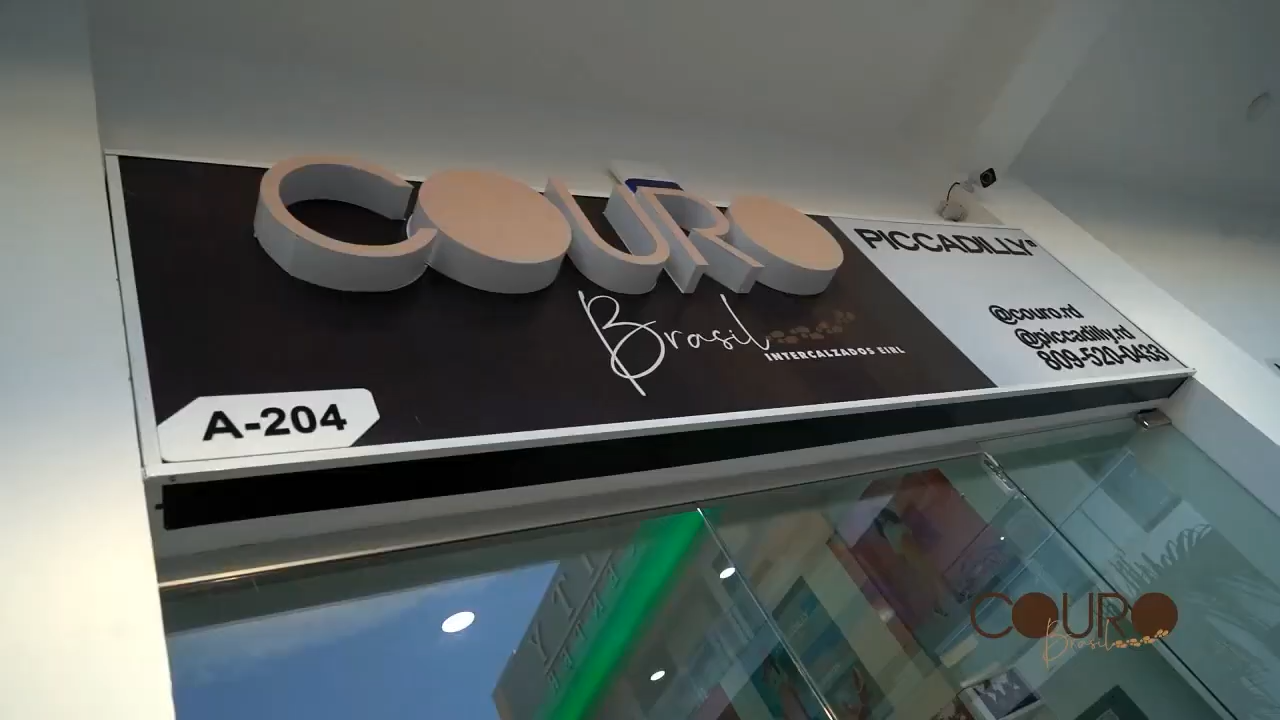 COURO
Brasil
INTERCALZADOS EIRL
A-204
PICCADILLY®
@couro.rd
@piccadilly.rd
809-520-0433
COURO
Brasil